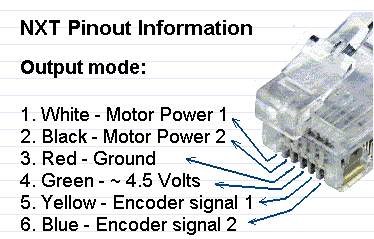 NXT Pinout Information
Output mode:
1. White - Motor Power 1
2. Black - Motor Power 2
3. Red - Ground
4. Green - ~ 4.5 Volts
5. Yellow - Encoder signal 1
6. Blue - Encoder signal 2